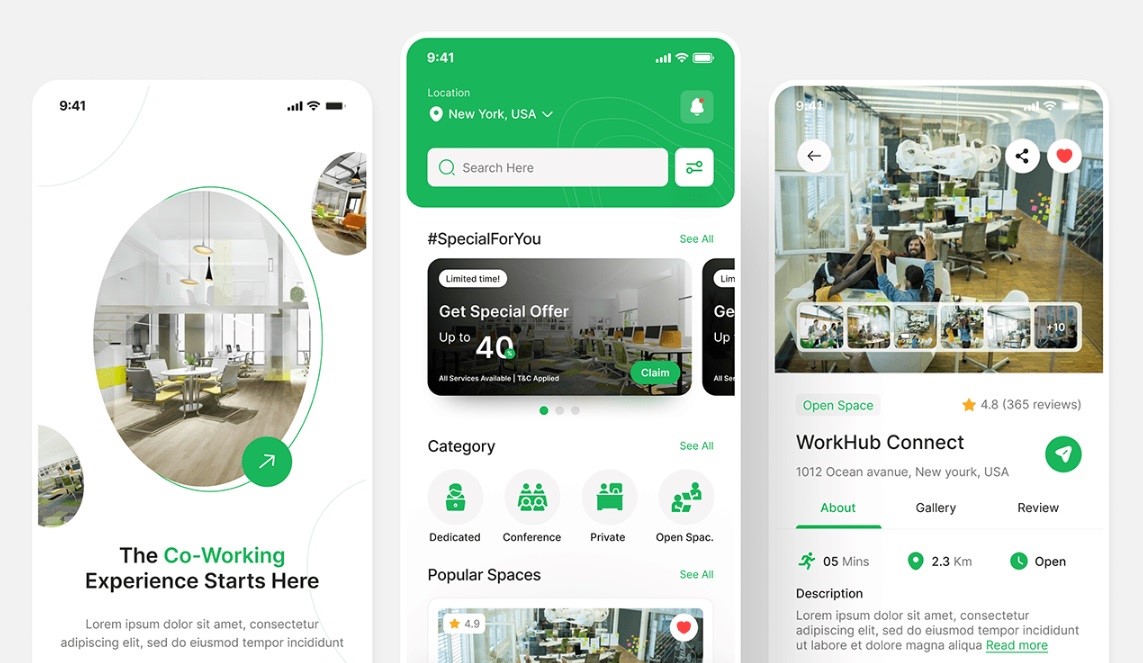 9:41
The Co-Working
Experience Starts Here
Lorem ipsum dolor sit amet, consectetur
adipiscing elit, sed do eiusmod tempor incididunt
9:41
Location
New York, USA
Search Here
#SpecialForYou
See All
Limited time!
Get Special Offer
Up to 40 %
All Services Available | T&C Applied
Claim
Lim
Ge
Up
All Ser
Category
See All
Dedicated
Conference
Private
Open Spac.
Popular Spaces
See All
4.9
9:41
+10
Open Space
4.8 (365 reviews)
WorkHub Connect
1012 Ocean avanue, New yourk, USA
About
Gallery
Review
05 Mins
2.3 Km
Open
Description
Lorem ipsum dolor sit amet, consectetur
adipiscing elit, sed do eiusmod tempor incididunt
ut labore et dolore magna aliqua Read more